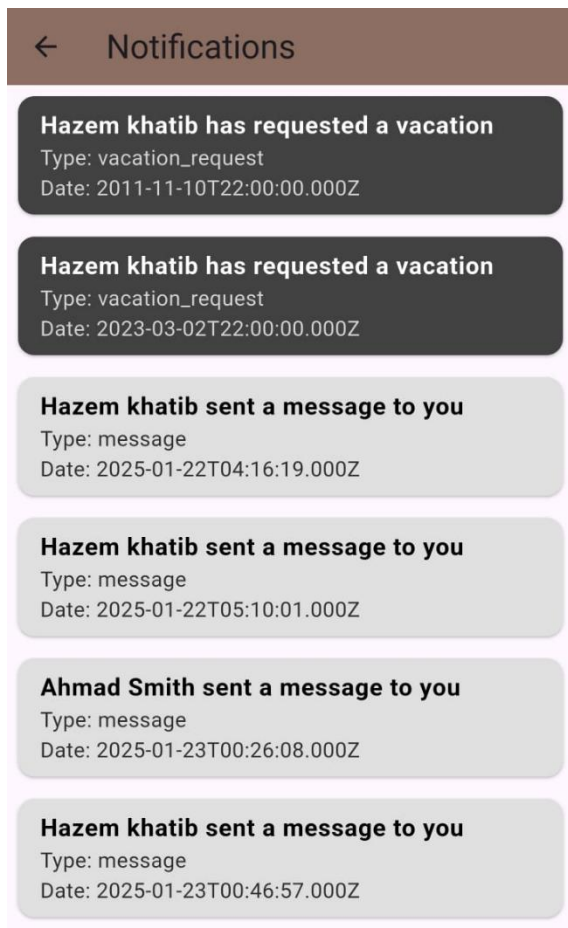 Notifications
Hazem khatib has requested a vacation
Type: vacation_request
Date: 2011-11-10T22:00:00.000Z
Hazem khatib has requested a vacation
Type: vacation_request
Date: 2023-03-02T22:00:00.000Z
Hazem khatib sent a message to you
Type: message
Date: 2025-01-22T04:16:19.000Z
Hazem khatib sent a message to you
Type: message
Date: 2025-01-22T05:10:01.000Z
Ahmad Smith sent a message to you
Type: message
Date: 2025-01-23T00:26:08.000Z
Hazem khatib sent a message to you
Type: message
Date: 2025-01-23T00:46:57.000Z